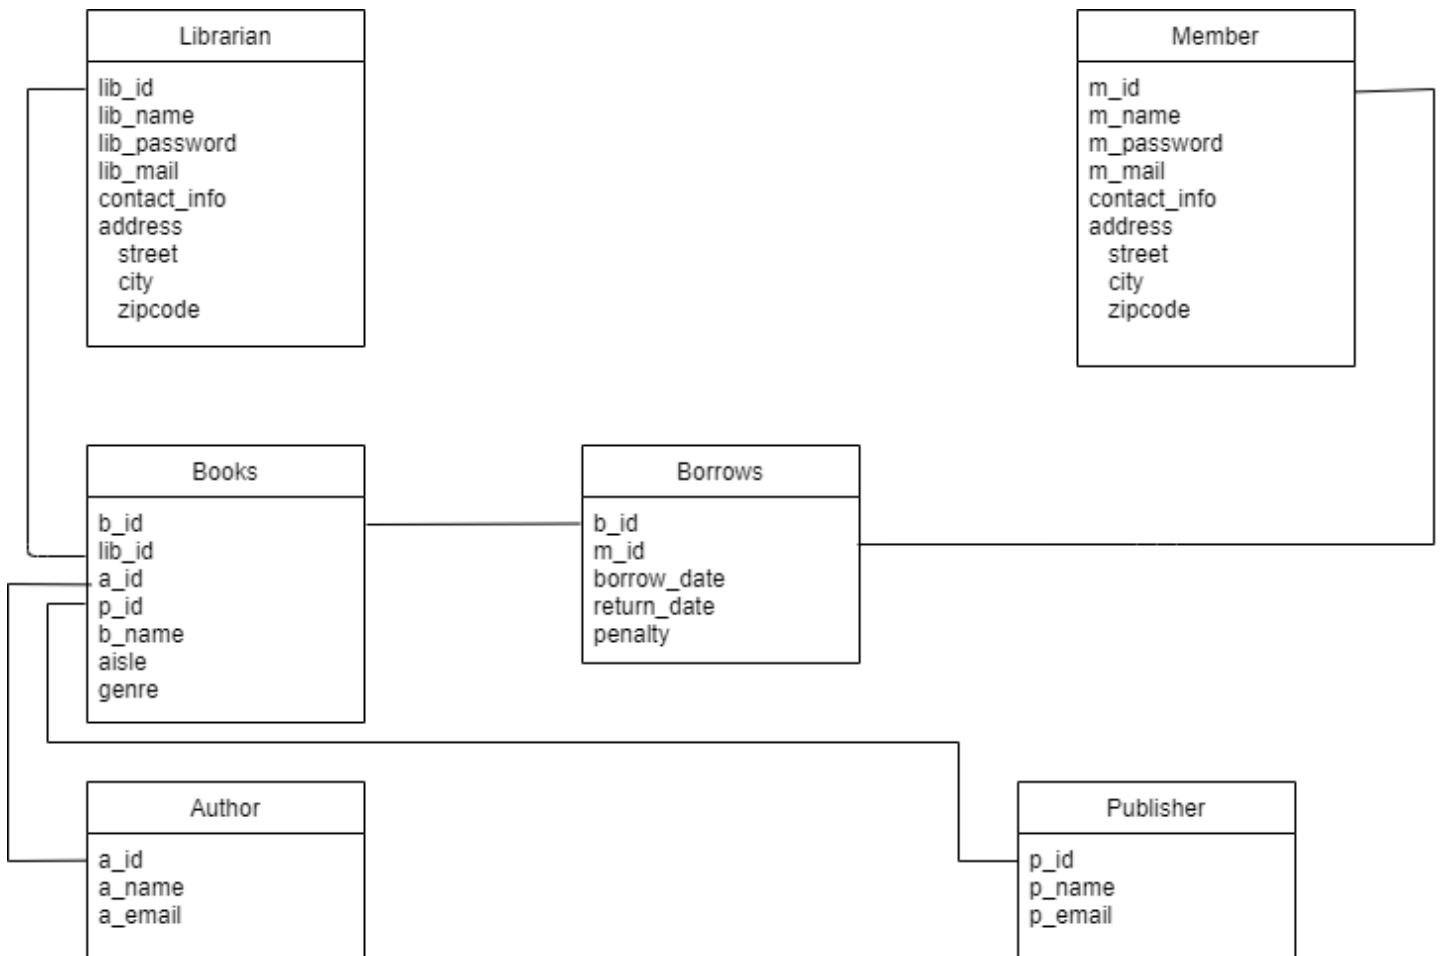 Librarian
lib_id
lib_name
lib_password
lib_mail
contact_info
address
street
city
zipcode
Member
m_id
m_name
m_password
m_mail
contact_info
address
street
city
zipcode
Books
b_id
lib_id
a_id
p_id
b_name
aisle
genre
Borrows
b_id
m_id
borrow_date
return_date
penalty
Author
a_id
a_name
a_email
Publisher
p_id
p_name
p_email